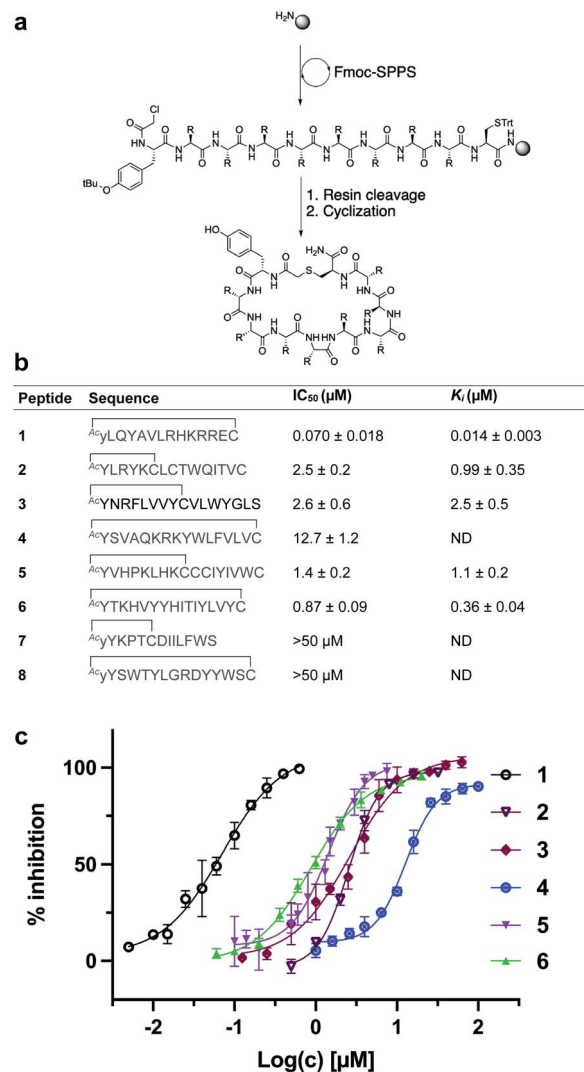 a
H₂N
Fmoc-SPPS
Cl
O
R
O
R
O
R
O
R
O
STrt
HN
N
H
tBu
O
1. Resin cleavage
2. Cyclization
HO
H₂N
O
S
O
NH
R
b
Peptide Sequence IC₅₀ (µM) Kᵢ (µM)
1 ᴬᶜyLQYAVLRHKRREC 0.070 ± 0.018 0.014 ± 0.003
2 ᴬᶜYLRYKCLCTWQITVC 2.5 ± 0.2 0.99 ± 0.35
3 ᴬᶜYNRFLVVYCVLWYGLS 2.6 ± 0.6 2.5 ± 0.5
4 ᴬᶜYSVAQKRKYWLFVLVC 12.7 ± 1.2 ND
5 ᴬᶜYVHPKLHKCCCIYIVWC 1.4 ± 0.2 1.1 ± 0.2
6 ᴬᶜYTKHVYYHITIYLVYC 0.87 ± 0.09 0.36 ± 0.04
7 ᴬᶜyYKPTCDIILFWS >50 µM ND
8 ᴬᶜyYSWTYLGRDYYWSC >50 µM ND
c
% inhibition
100
50
0
-2 -1 0 1 2
Log(c) [µM]
1
2
3
4
5
6